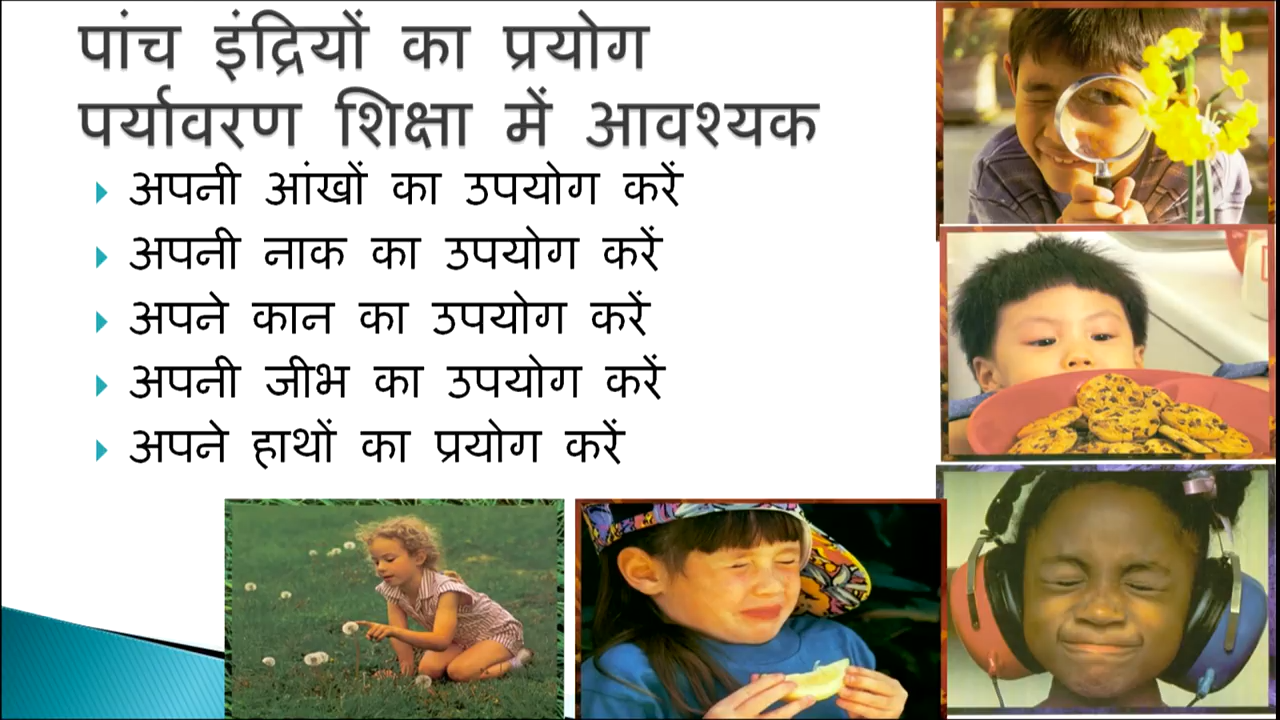 पांच इंद्रियों का प्रयोग
पर्यावरण शिक्षा में आवश्यक
अपनी आंखों का उपयोग करें
अपनी नाक का उपयोग करें
अपने कान का उपयोग करें
अपनी जीभ का उपयोग करें
अपने हाथों का प्रयोग करें